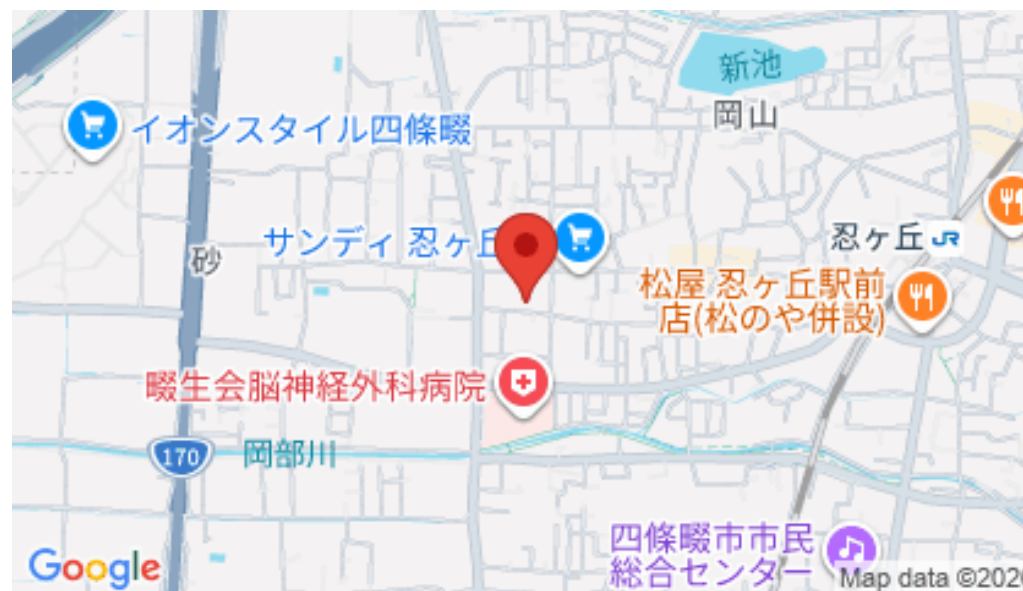 新池
岡山
イオンスタイル四條畷
サンディ 忍ヶ丘
忍ヶ丘
JR
砂
松屋 忍ヶ丘駅前
店(松のや併設)
畷生会脳神経外科病院
170
岡部川
四條畷市市民
総合センター
Google
Map data ©202